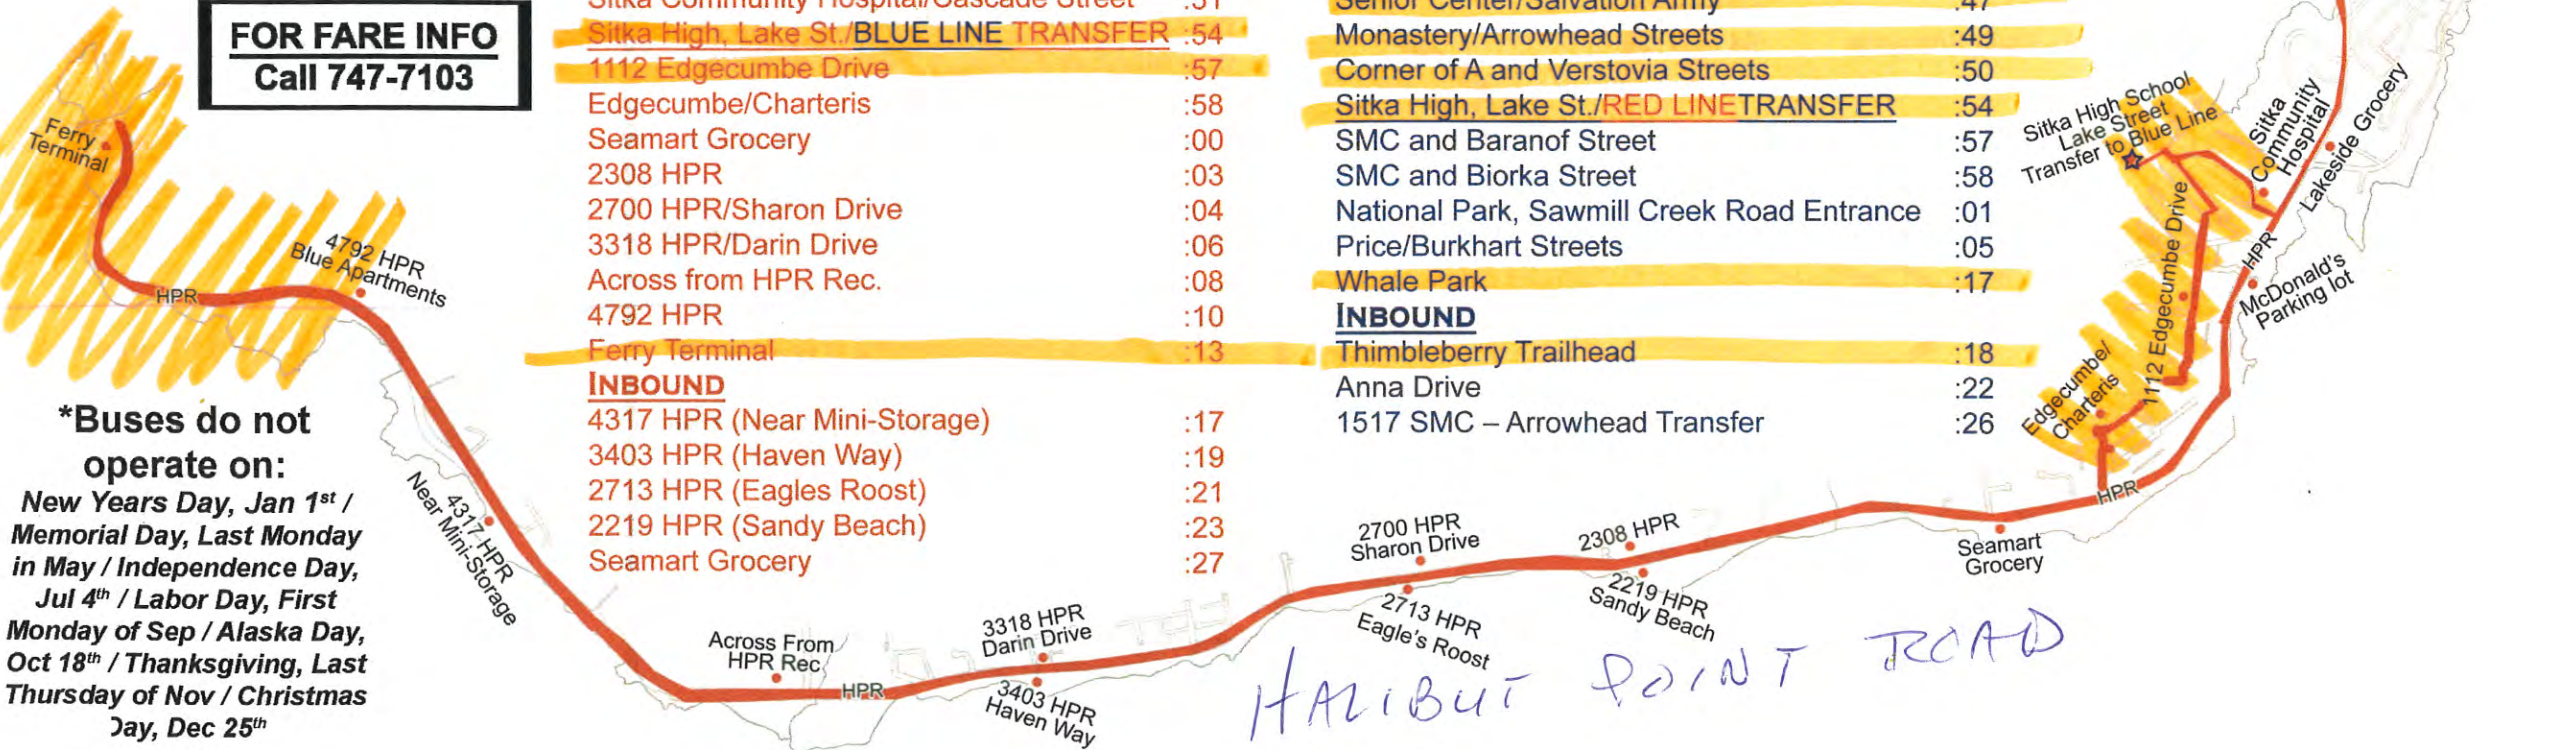 FOR FARE INFO
Call 747-7103
Sitka Community Hospital/Cascade Street :51
Sitka High, Lake St./BLUE LINE TRANSFER :54
1112 Edgecumbe Drive :57
Edgecumbe/Charteris :58
Seamart Grocery :00
2308 HPR :03
2700 HPR/Sharon Drive :04
3318 HPR/Darin Drive :06
Across from HPR Rec. :08
4792 HPR :10
Ferry Terminal :13
INBOUND
4317 HPR (Near Mini-Storage) :17
3403 HPR (Haven Way) :19
2713 HPR (Eagles Roost) :21
2219 HPR (Sandy Beach) :23
Seamart Grocery :27
Senior Center/Salvation Army :47
Monastery/Arrowhead Streets :49
Corner of A and Verstovia Streets :50
Sitka High, Lake St./RED LINETRANSFER :54
SMC and Baranof Street :57
SMC and Biorka Street :58
National Park, Sawmill Creek Road Entrance :01
Price/Burkhart Streets :05
Whale Park :17
INBOUND
Thimbleberry Trailhead :18
Anna Drive :22
1517 SMC – Arrowhead Transfer :26
*Buses do not
operate on:
New Years Day, Jan 1st /
Memorial Day, Last Monday
in May / Independence Day,
Jul 4th / Labor Day, First
Monday of Sep / Alaska Day,
Oct 18th / Thanksgiving, Last
Thursday of Nov / Christmas
Day, Dec 25th
Ferry
Terminal
HPR
4792 HPR
Blue Apartments
4317 HPR
Near Mini-Storage
Across From
HPR Rec
HPR
3318 HPR
Darin Drive
3403 HPR
Haven Way
2700 HPR
Sharon Drive
2713 HPR
Eagle's Roost
2308 HPR
2219 HPR
Sandy Beach
Seamart
Grocery
HPR
Edgecumbe/
Charteris
1112 Edgecumbe Drive
Sitka High School
Lake Street
Transfer to Blue Line
Sitka
Community
Hospital
Lakeside Grocery
HPR
McDonald's
Parking lot
HALIBUT POINT ROAD